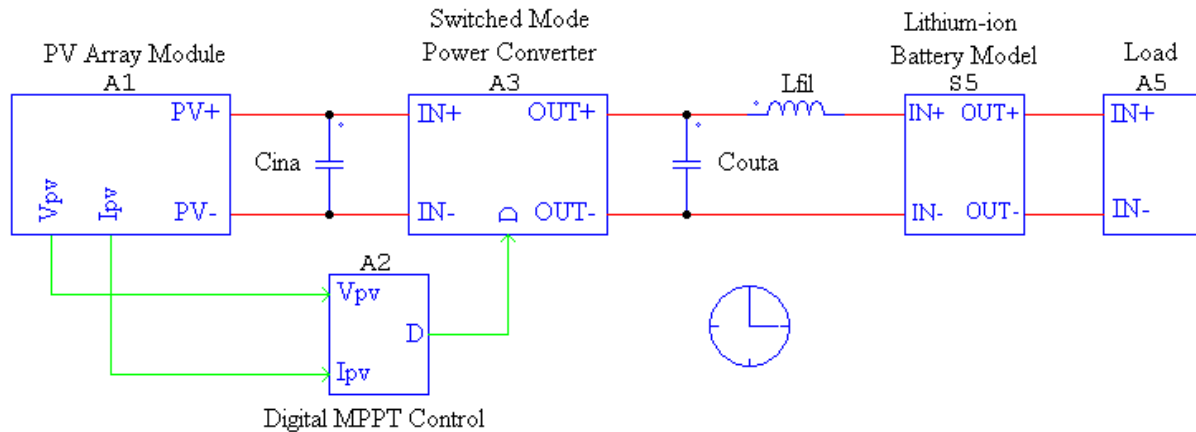 Switched Mode
Power Converter
Lithium-ion
Battery Model
PV Array Module
Load
A1
A3
Lfil
S5
A5
PV+
IN+
OUT+
IN+
OUT+
IN+
Cina
Couta
Vpv
Ipv
PV-
IN-
D
OUT-
IN-
OUT-
IN-
A2
Vpv
D
Ipv
Digital MPPT Control